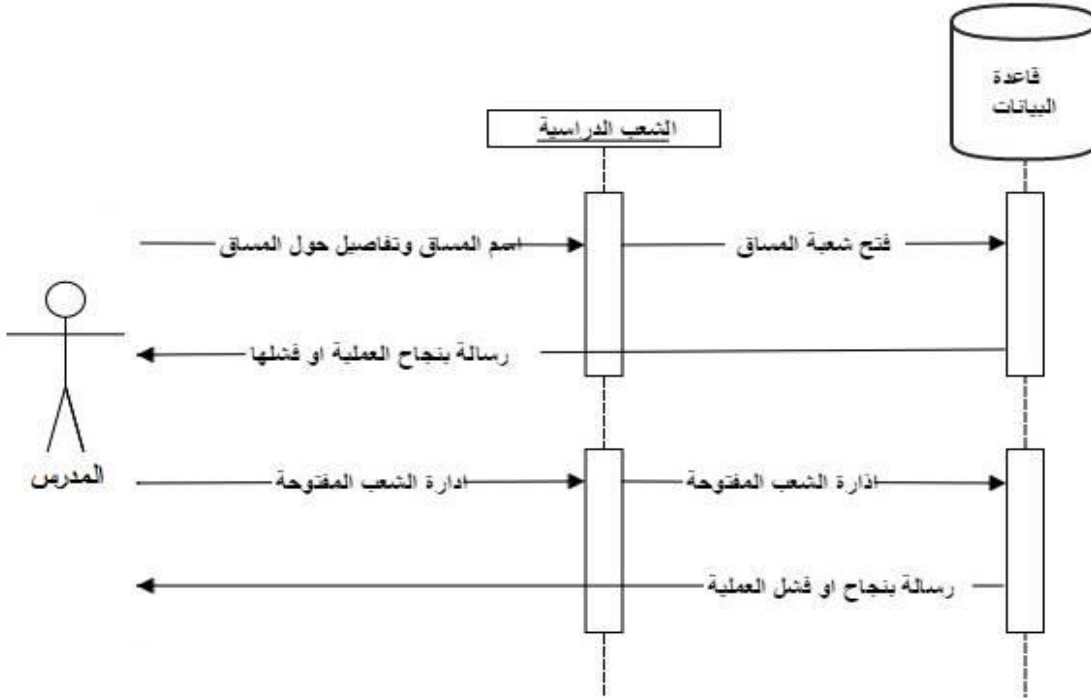 قاعدة
البيانات
الشعب الدراسية
اسم المساق وتفاصيل حول المساق
فتح شعبة المساق
رسالة بنجاح العملية او فشلها
المدرس
ادارة الشعب المفتوحة
اذارة الشعب المفتوحة
رسالة بنجاح او فشل العملية